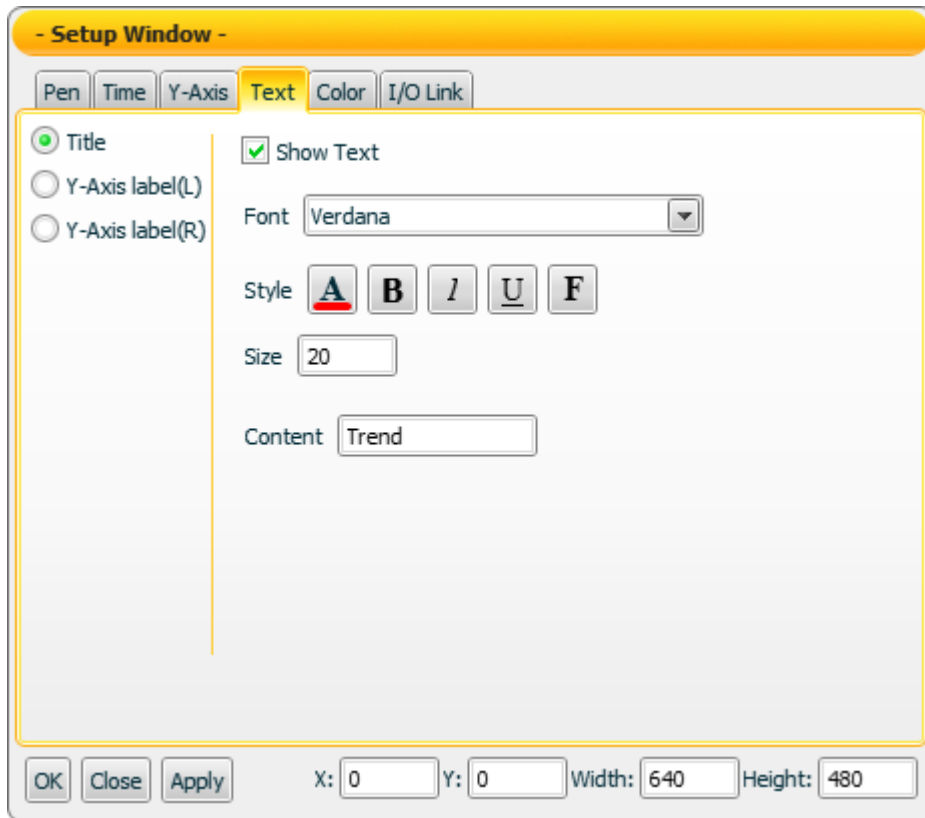 - Setup Window -
Pen Time Y-Axis Text Color I/O Link
Title
Show Text
Y-Axis label(L)
Font Verdana
Y-Axis label(R)
Style A B I U F
Size 20
Content Trend
OK Close Apply X: 0 Y: 0 Width: 640 Height: 480